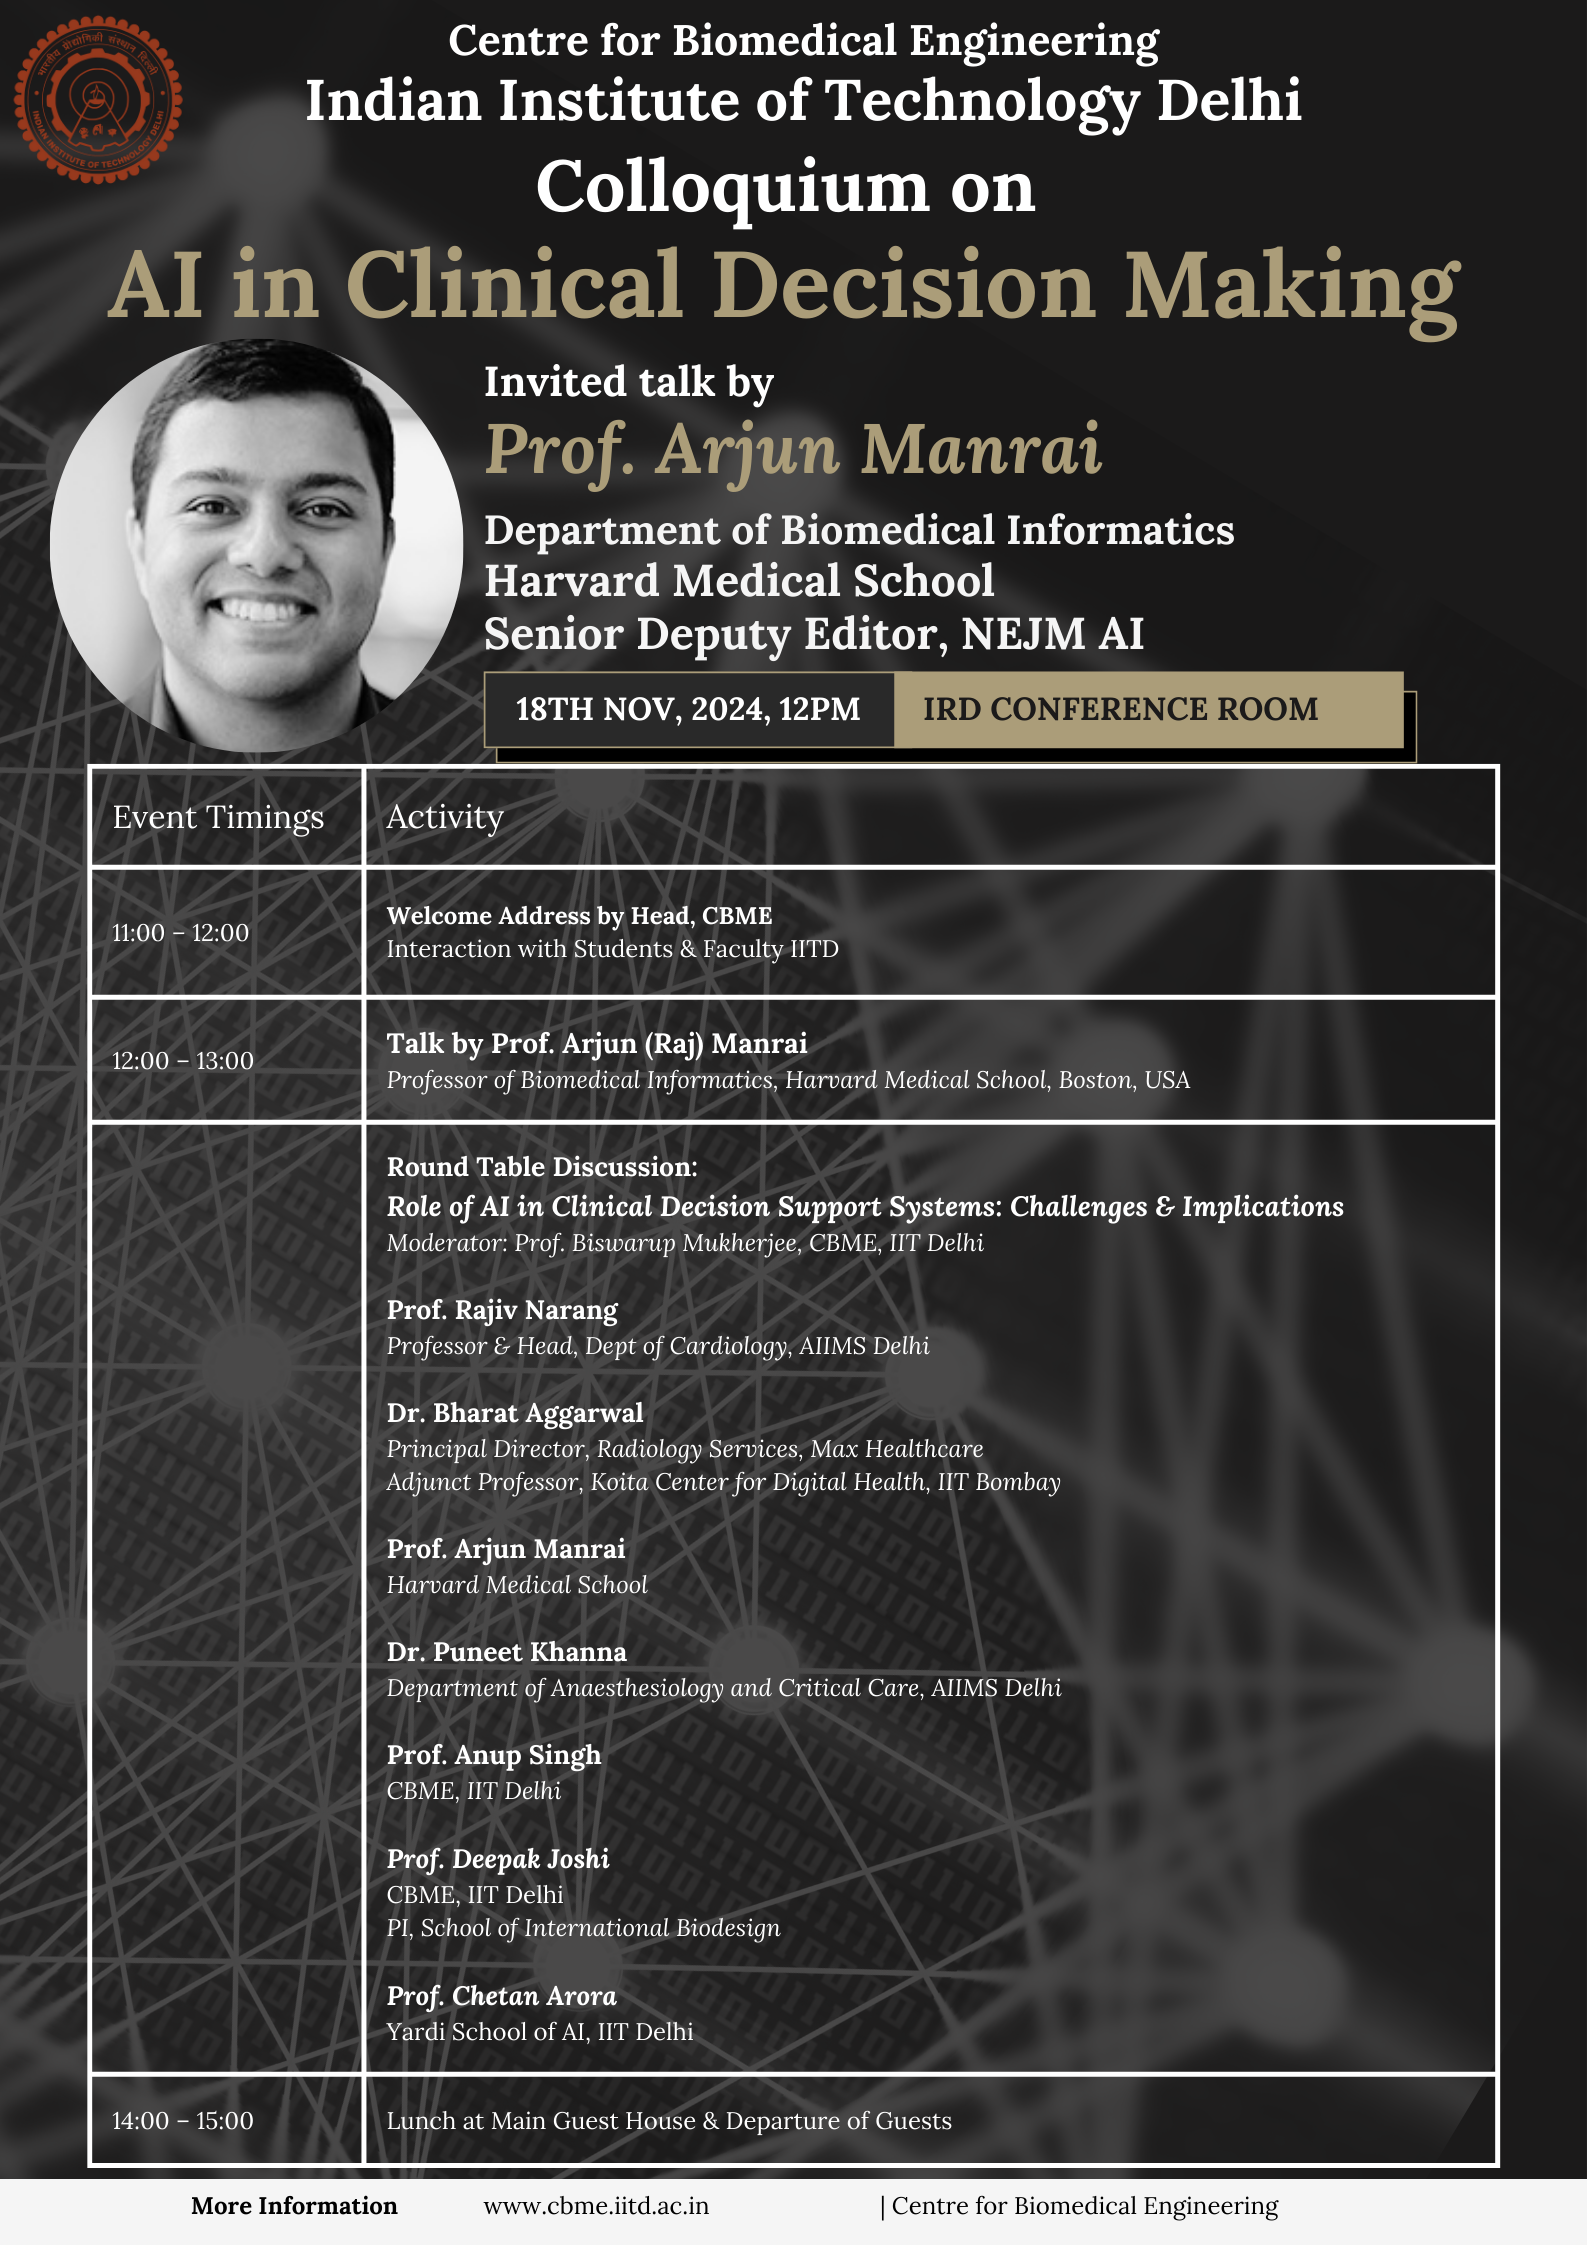 भारतीय प्रौद्योगिकी संस्थान दिल्ली
INDIAN INSTITUTE OF TECHNOLOGY DELHI
Centre for Biomedical Engineering
Indian Institute of Technology Delhi
Colloquium on
AI in Clinical Decision Making
Invited talk by
Prof. Arjun Manrai
Department of Biomedical Informatics
Harvard Medical School
Senior Deputy Editor, NEJM AI
18TH NOV, 2024, 12PM IRD CONFERENCE ROOM
Event Timings Activity
11:00 – 12:00
Welcome Address by Head, CBME
Interaction with Students & Faculty IITD
12:00 – 13:00
Talk by Prof. Arjun (Raj) Manrai
Professor of Biomedical Informatics, Harvard Medical School, Boston, USA
Round Table Discussion:
Role of AI in Clinical Decision Support Systems: Challenges & Implications
Moderator: Prof. Biswarup Mukherjee, CBME, IIT Delhi
Prof. Rajiv Narang
Professor & Head, Dept of Cardiology, AIIMS Delhi
Dr. Bharat Aggarwal
Principal Director, Radiology Services, Max Healthcare
Adjunct Professor, Koita Center for Digital Health, IIT Bombay
Prof. Arjun Manrai
Harvard Medical School
Dr. Puneet Khanna
Department of Anaesthesiology and Critical Care, AIIMS Delhi
Prof. Anup Singh
CBME, IIT Delhi
Prof. Deepak Joshi
CBME, IIT Delhi
PI, School of International Biodesign
Prof. Chetan Arora
Yardi School of AI, IIT Delhi
14:00 – 15:00 Lunch at Main Guest House & Departure of Guests
More Information www.cbme.iitd.ac.in | Centre for Biomedical Engineering